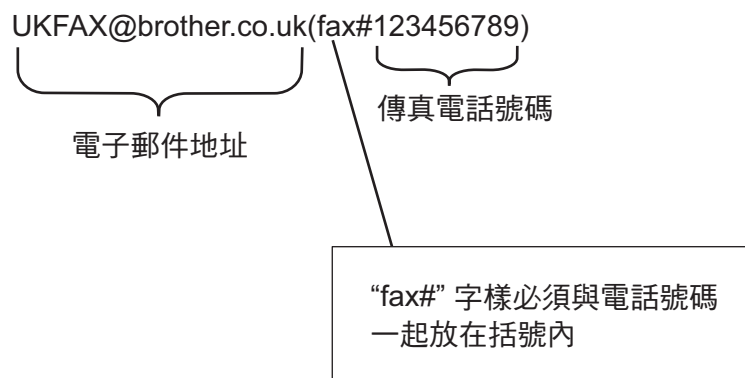 UKFAX@brother.co.uk(fax#123456789)
傳真電話號碼
電子郵件地址
“fax#” 字樣必須與電話號碼
一起放在括號內